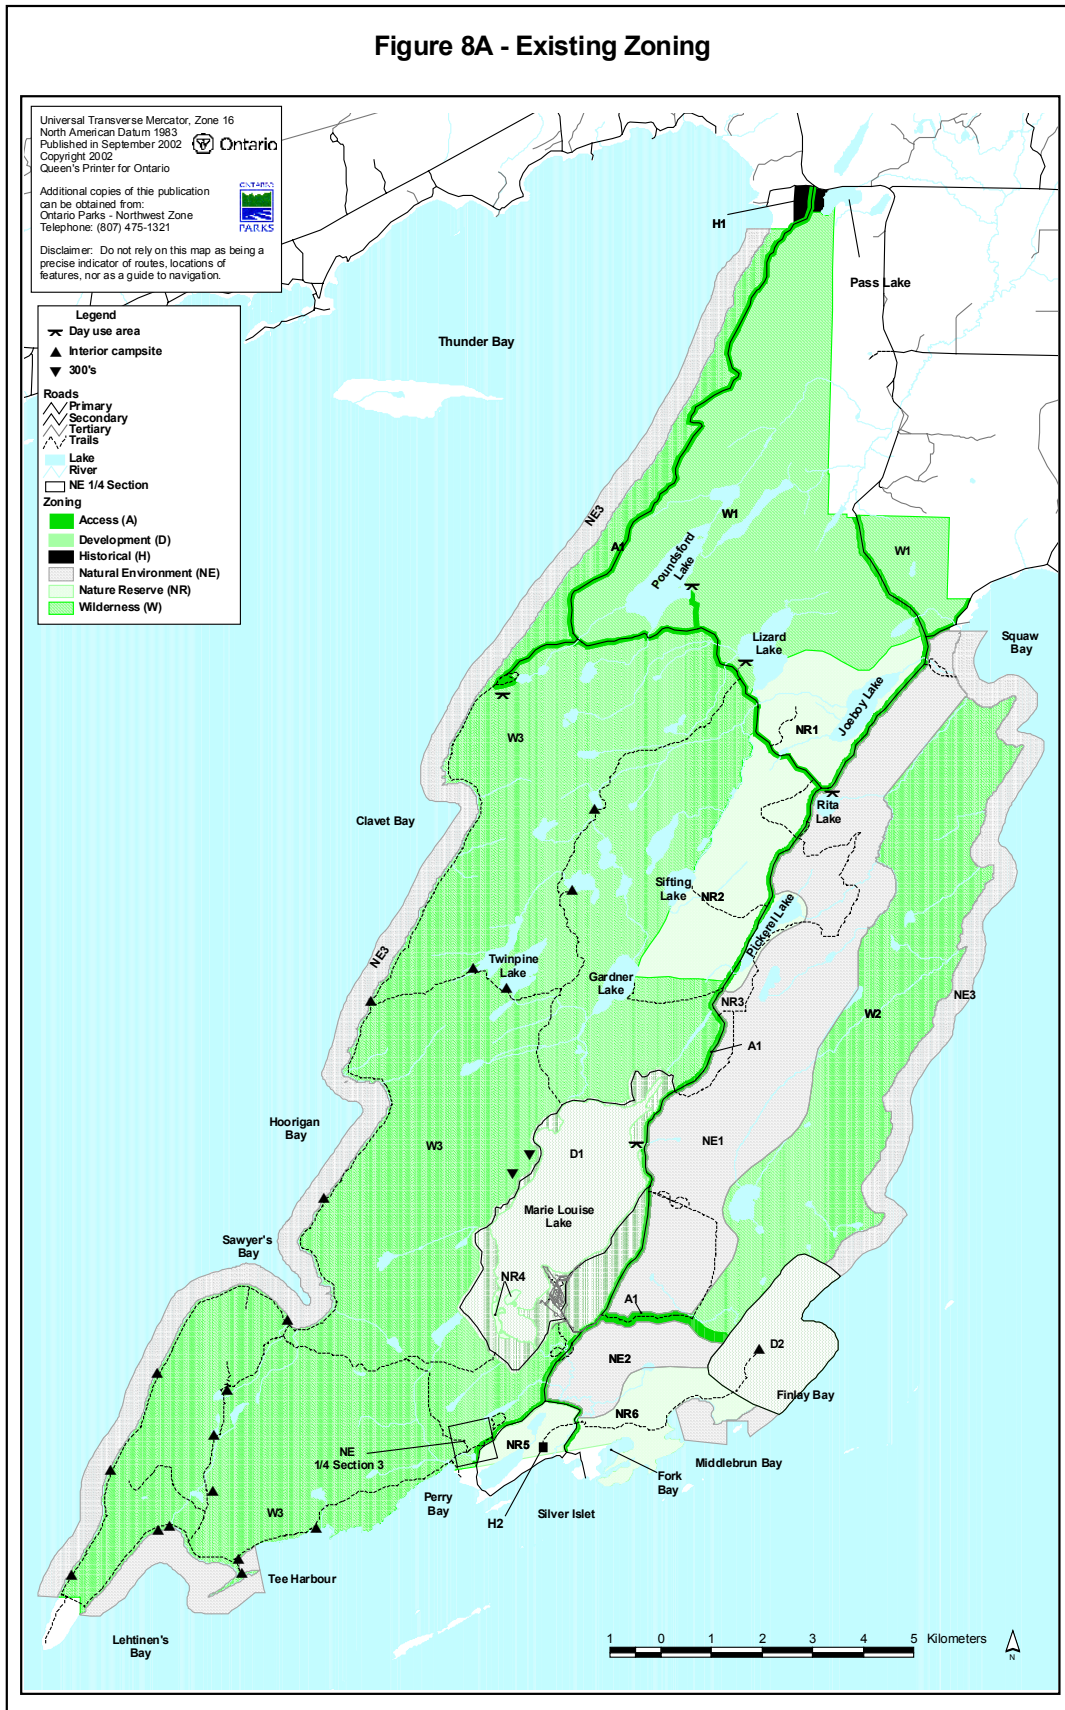 Figure 8A - Existing Zoning
Universal Transverse Mercator, Zone 16
North American Datum 1983
Published in September 2002
Copyright 2002
Queen's Printer for Ontario
Ontario
Additional copies of this publication
can be obtained from:
Ontario Parks - Northwest Zone
Telephone: (807) 475-1321
ONTARIO
PARKS
Disclaimer: Do not rely on this map as being a
precise indicator of routes, locations of
features, nor as a guide to navigation.
Legend
Day use area
Interior campsite
300's
Roads
Primary
Secondary
Tertiary
Trails
Lake
River
NE 1/4 Section
Zoning
Access (A)
Development (D)
Historical (H)
Natural Environment (NE)
Nature Reserve (NR)
Wilderness (W)
H1
Pass Lake
Thunder Bay
NE3
A1
W1
Poundsford
Lake
W1
Lizard
Lake
Squaw
Bay
Joeboy Lake
NR1
W3
Rita
Lake
Clavet Bay
Sifting
Lake
NR2
Pickerel Lake
NE3
Twinpine
Lake
Gardner
Lake
NR3
NE3
W2
A1
Hoorigan
Bay
W3
D1
NE1
Marie Louise
Lake
Sawyer's
Bay
NR4
A1
D2
NE2
Finlay Bay
NR6
NE
1/4 Section 3
NR5
Middlebrun Bay
Fork
Bay
Perry
Bay
H2
Silver Islet
W3
Tee Harbour
Lehtinen's
Bay
1 0 1 2 3 4 5 Kilometers
N